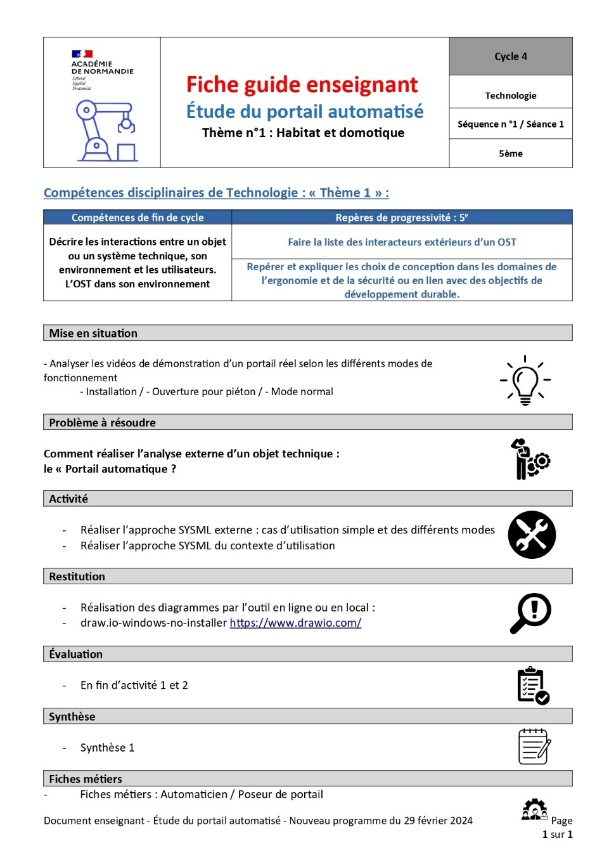 ACADÉMIE
DE NORMANDIE
Liberté
Égalité
Fraternité
Fiche guide enseignant
Étude du portail automatisé
Thème n°1 : Habitat et domotique
Cycle 4
Technologie
Séquence n °1 / Séance 1
5ème
Compétences disciplinaires de Technologie : « Thème 1 » :
Compétences de fin de cycle
Repères de progressivité : 5e
Décrire les interactions entre un objet
ou un système technique, son
environnement et les utilisateurs.
L’OST dans son environnement
Faire la liste des interacteurs extérieurs d’un OST
Repérer et expliquer les choix de conception dans les domaines de
l’ergonomie et de la sécurité ou en lien avec des objectifs de
développement durable.
Mise en situation
- Analyser les vidéos de démonstration d’un portail réel selon les différents modes de
fonctionnement
- Installation / - Ouverture pour piéton / - Mode normal
Problème à résoudre
Comment réaliser l’analyse externe d’un objet technique :
le « Portail automatique ?
Activité
- Réaliser l’approche SYSML externe : cas d’utilisation simple et des différents modes
- Réaliser l’approche SYSML du contexte d’utilisation
Restitution
- Réalisation des diagrammes par l’outil en ligne ou en local :
- draw.io-windows-no-installer https://www.drawio.com/
Évaluation
- En fin d’activité 1 et 2
Synthèse
- Synthèse 1
Fiches métiers
- Fiches métiers : Automaticien / Poseur de portail
Document enseignant - Étude du portail automatisé - Nouveau programme du 29 février 2024 Page
1 sur 1